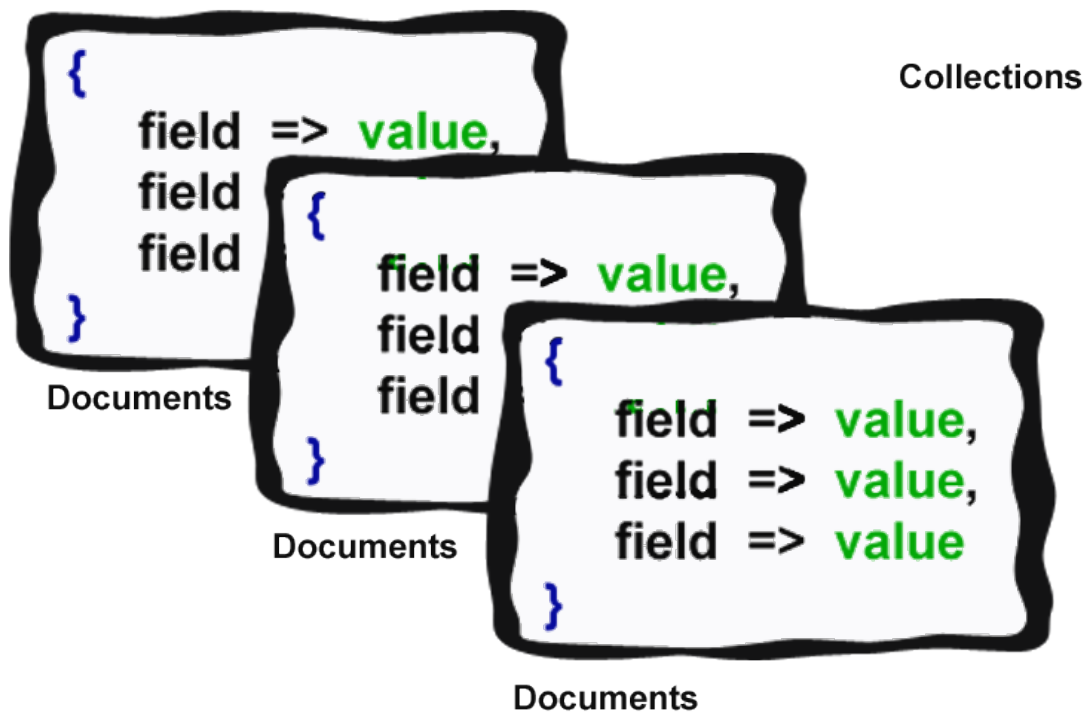 Collections
{
field => value,
field
field
}
Documents
{
field => value,
field
field
}
Documents
{
field => value,
field => value,
field => value
}
Documents